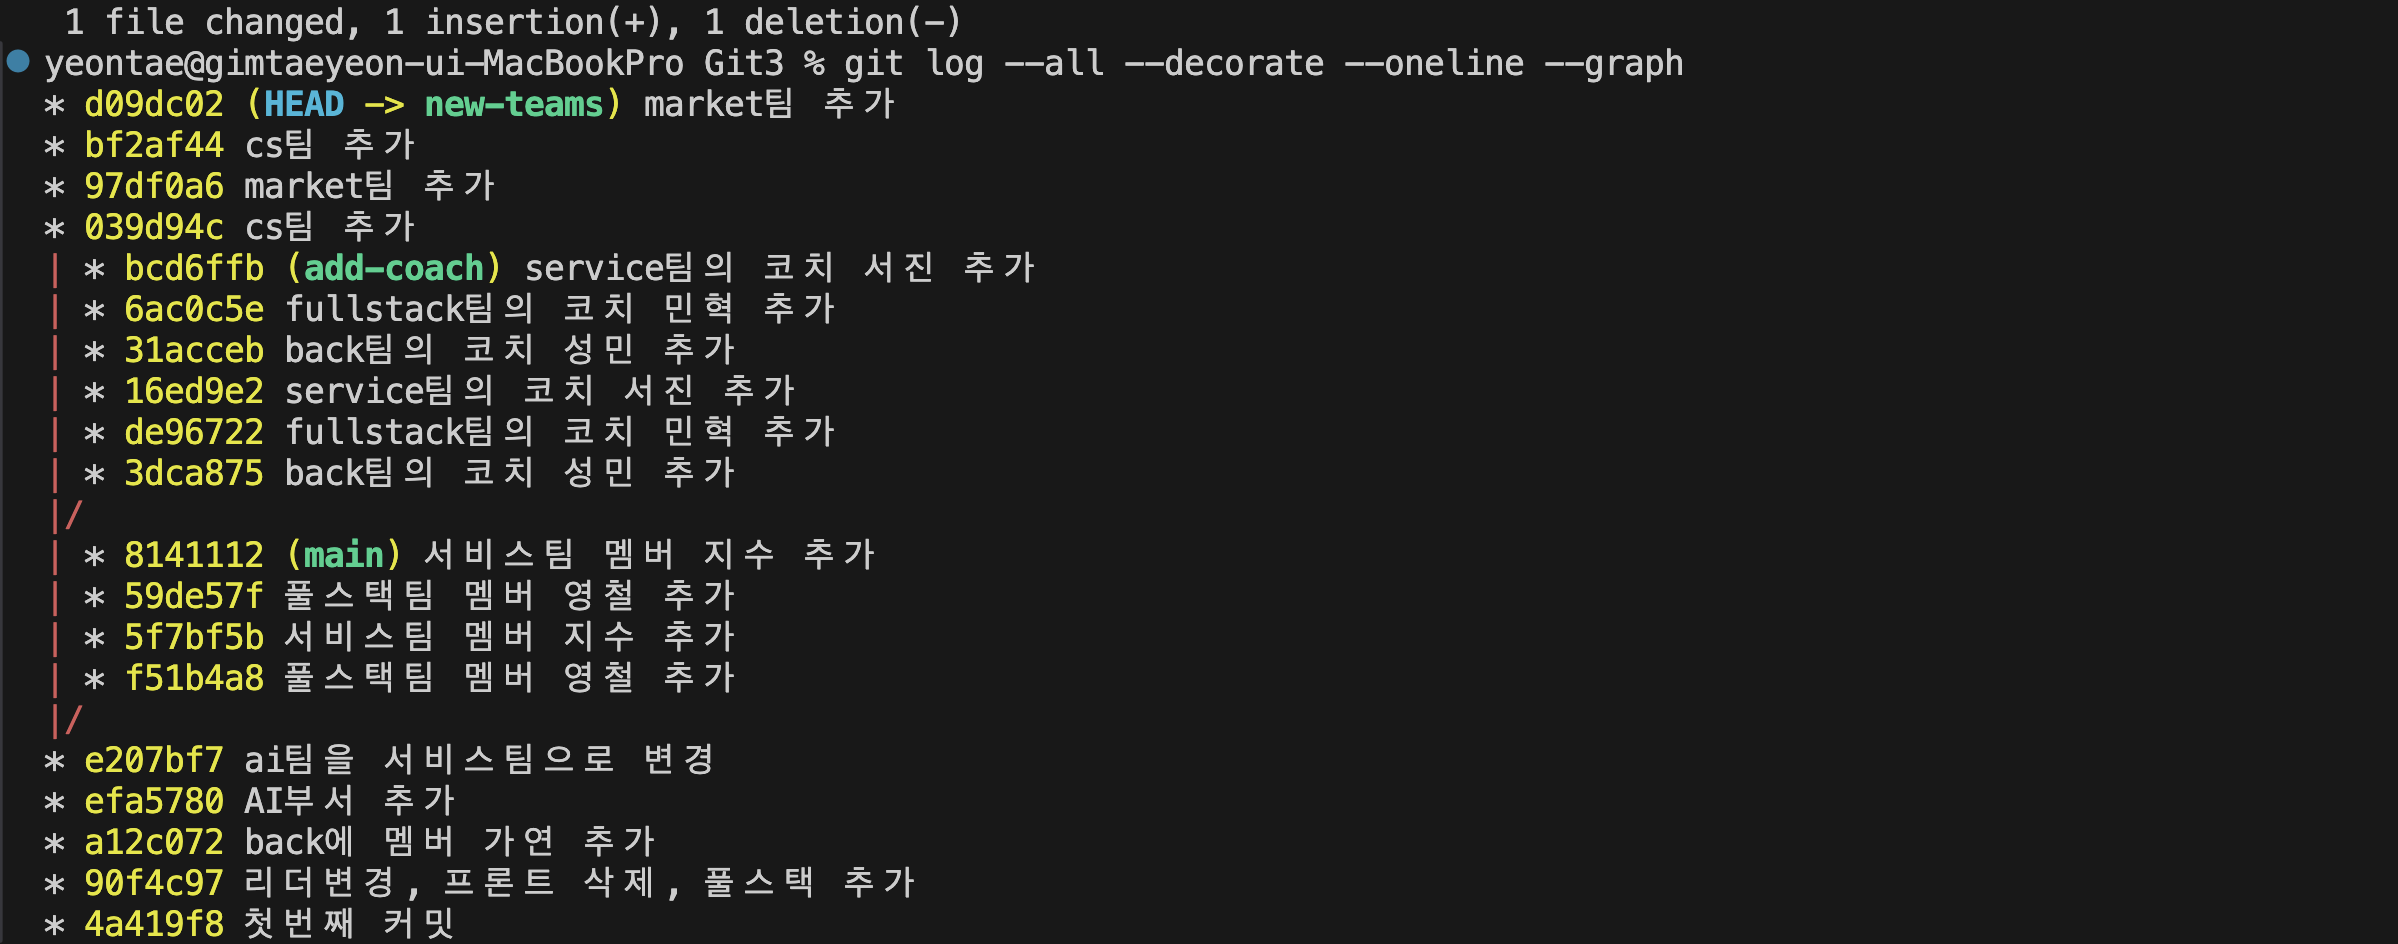 1 file changed, 1 insertion(+), 1 deletion(-)
yeontae@gimtaeyeon-ui-MacBookPro Git3 % git log --all --decorate --oneline --graph
* d09dc02 (HEAD -> new-teams) market팀 추가
* bf2af44 cs팀 추가
* 97df0a6 market팀 추가
* 039d94c cs팀 추가
| * bcd6ffb (add-coach) service팀의 코치 서진 추가
| * 6ac0c5e fullstack팀의 코치 민혁 추가
| * 31acceb back팀의 코치 성민 추가
| * 16ed9e2 service팀의 코치 서진 추가
| * de96722 fullstack팀의 코치 민혁 추가
| * 3dca875 back팀의 코치 성민 추가
|/
| * 8141112 (main) 서비스팀 멤버 지수 추가
| * 59de57f 풀스택팀 멤버 영철 추가
| * 5f7bf5b 서비스팀 멤버 지수 추가
| * f51b4a8 풀스택팀 멤버 영철 추가
|/
* e207bf7 ai팀을 서비스팀으로 변경
* efa5780 AI부서 추가
* a12c072 back에 멤버 가연 추가
* 90f4c97 리더변경, 프론트 삭제, 풀스택 추가
* 4a419f8 첫번째 커밋